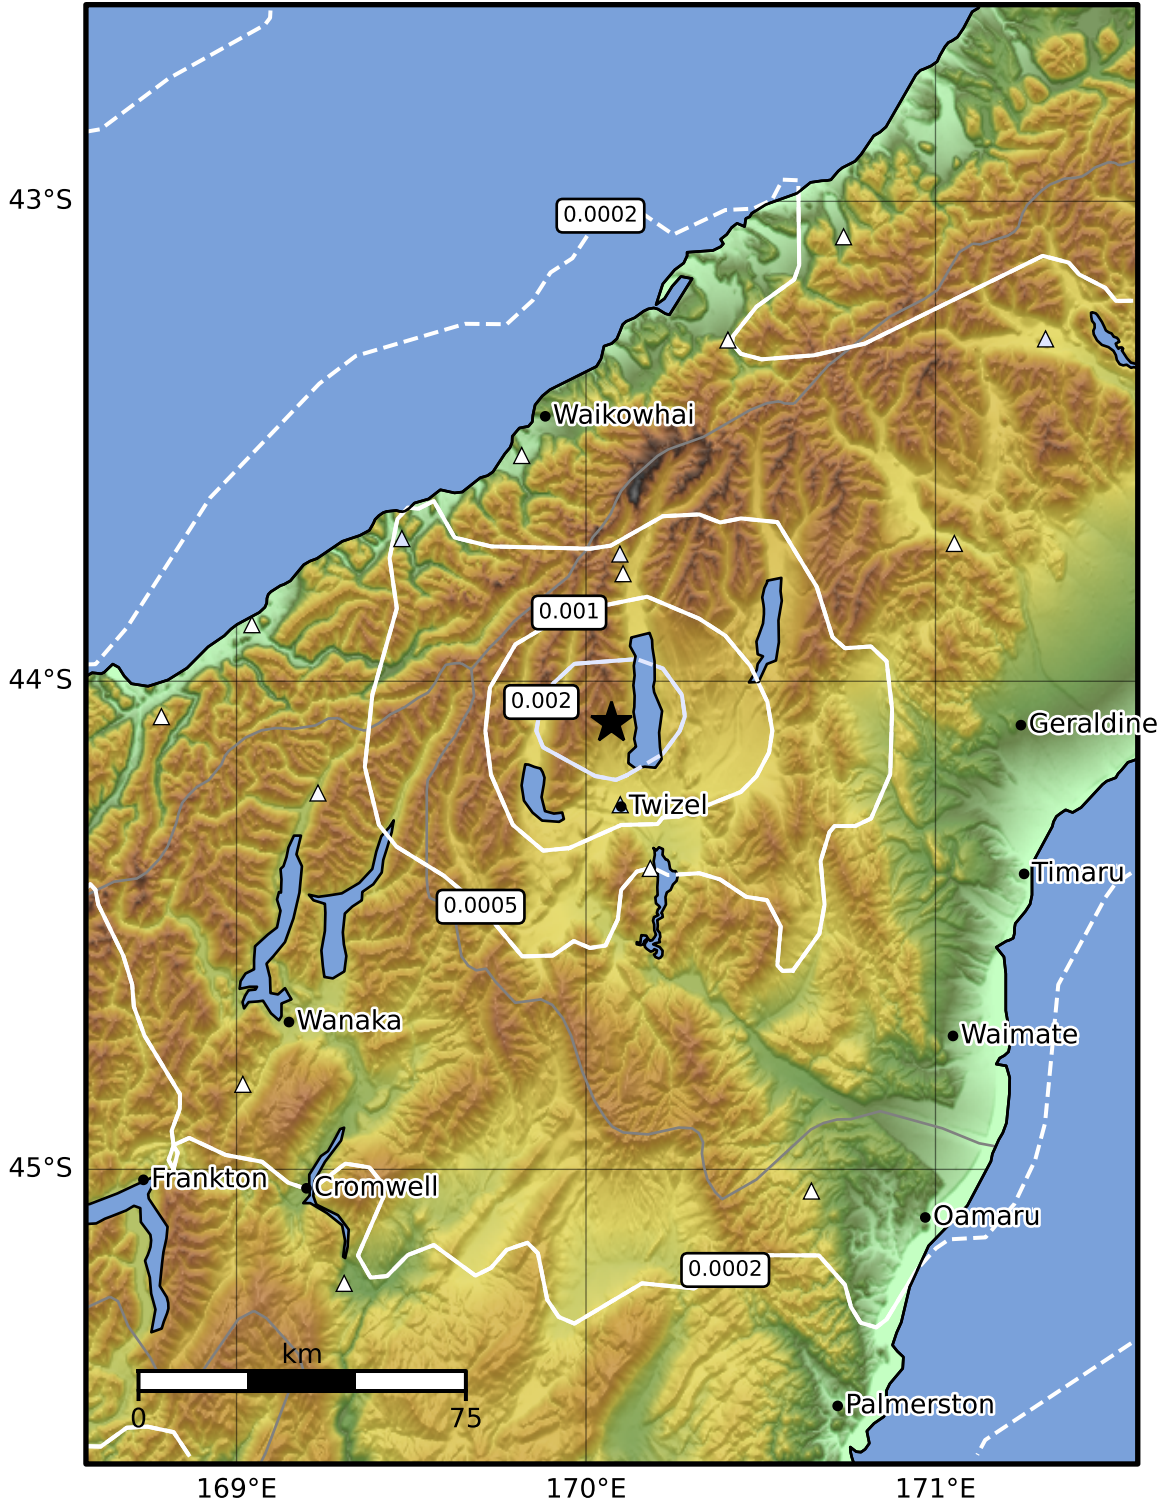 43°S
0.0002
Waikowhai
0.001
44°S
0.002
Geraldine
Twizel
Timaru
0.0005
Wanaka
Waimate
45°S
Frankton
Cromwell
Oamaru
0.0002
km
0 75
Palmerston
169°E 170°E 171°E